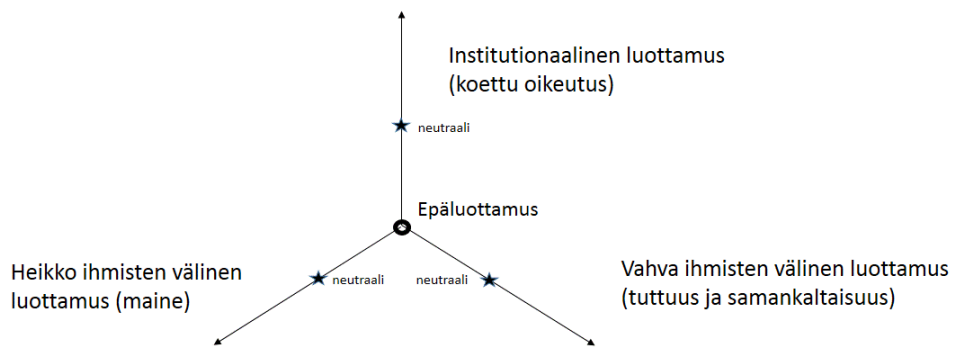 Institutionaalinen luottamus
(koettu oikeutus)
neutraali
Epäluottamus
Heikko ihmisten välinen
luottamus (maine)
neutraali
neutraali
Vahva ihmisten välinen luottamus
(tuttuus ja samankaltaisuus)